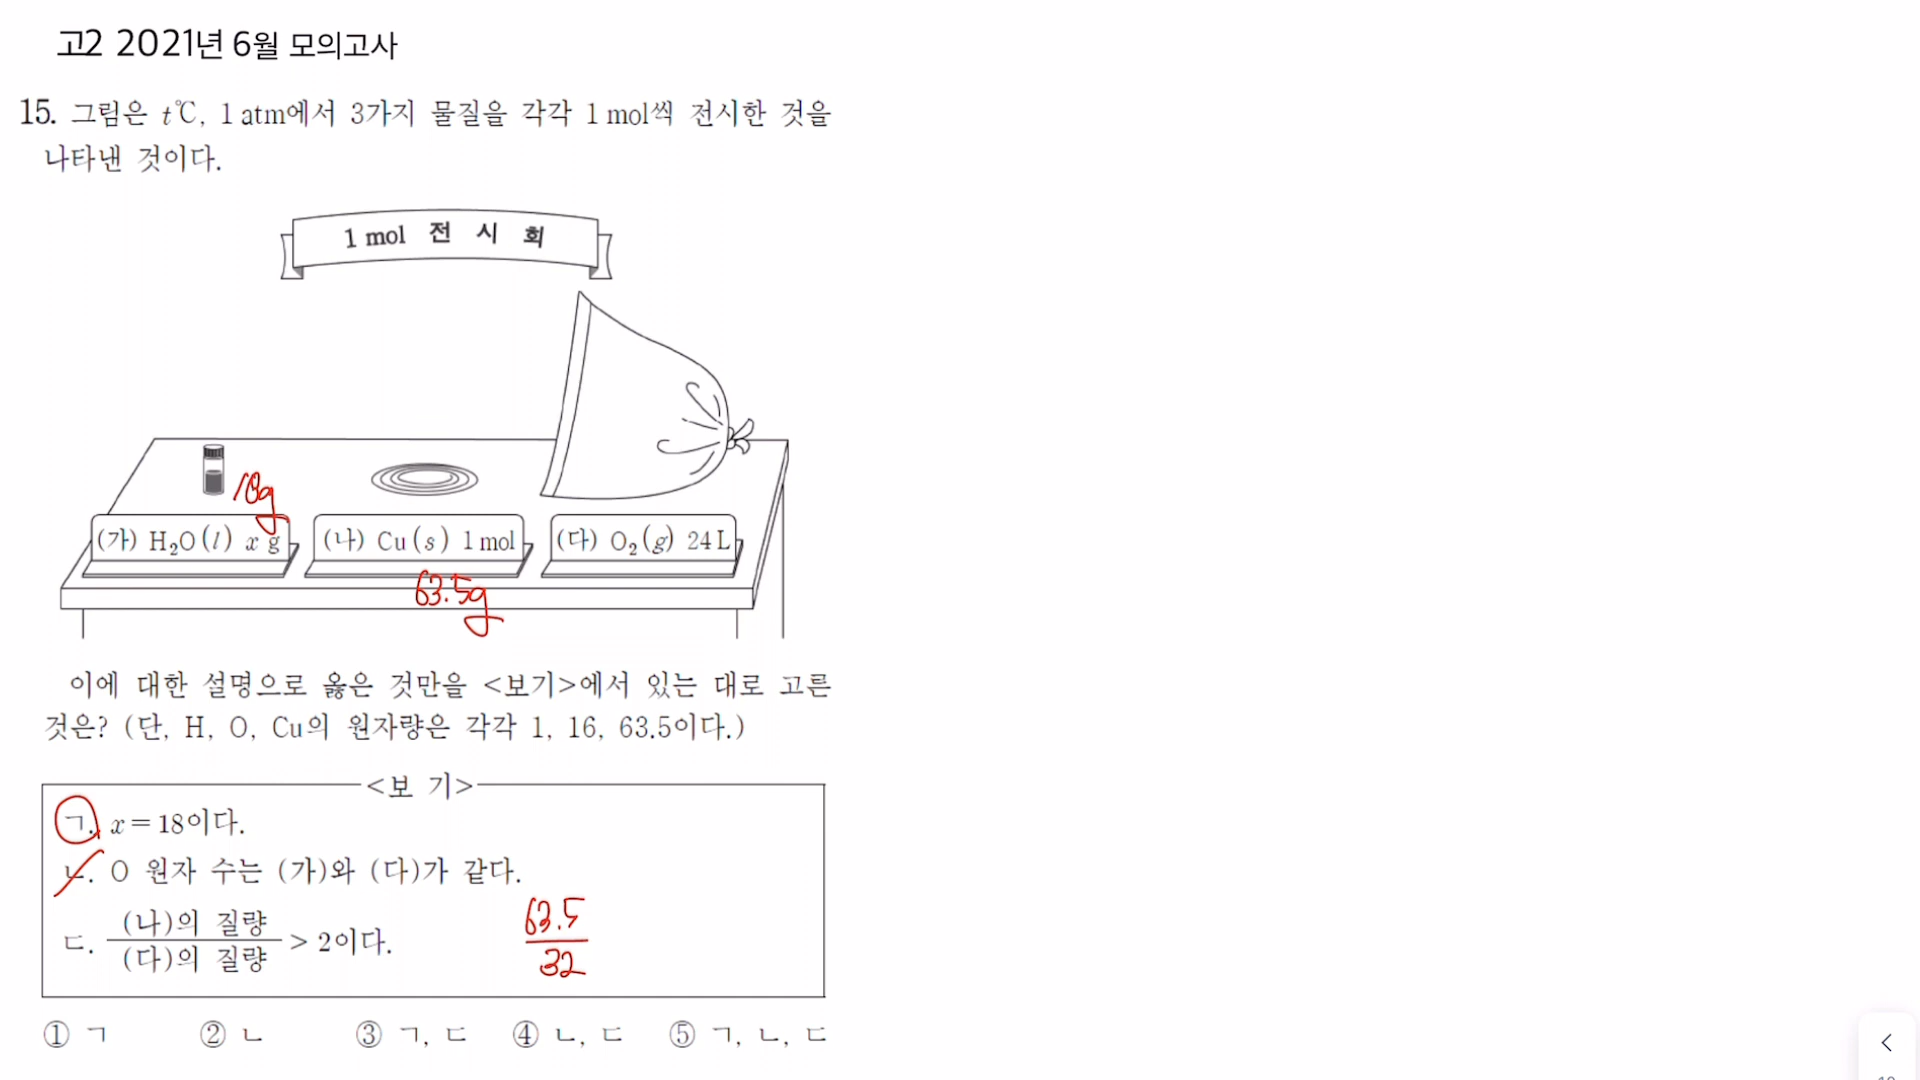 고2 2021년 6월 모의고사
15. 그림은 t℃, 1 atm에서 3가지 물질을 각각 1 mol씩 전시한 것을
나타낸 것이다.
1 mol 전 시 회
18g
(가) H₂O(l) x g (나) Cu(s) 1 mol (다) O₂(g) 24 L
63.5g
이에 대한 설명으로 옳은 것만을 <보기>에서 있는 대로 고른
것은? (단, H, O, Cu의 원자량은 각각 1, 16, 63.5이다.)
<보 기>
ㄱ. x = 18이다.
ㄴ. O 원자 수는 (가)와 (다)가 같다.
ㄷ. (나)의 질량 / (다)의 질량 > 2이다.
63.5 / 32
① ㄱ ② ㄴ ③ ㄱ, ㄷ ④ ㄴ, ㄷ ⑤ ㄱ, ㄴ, ㄷ